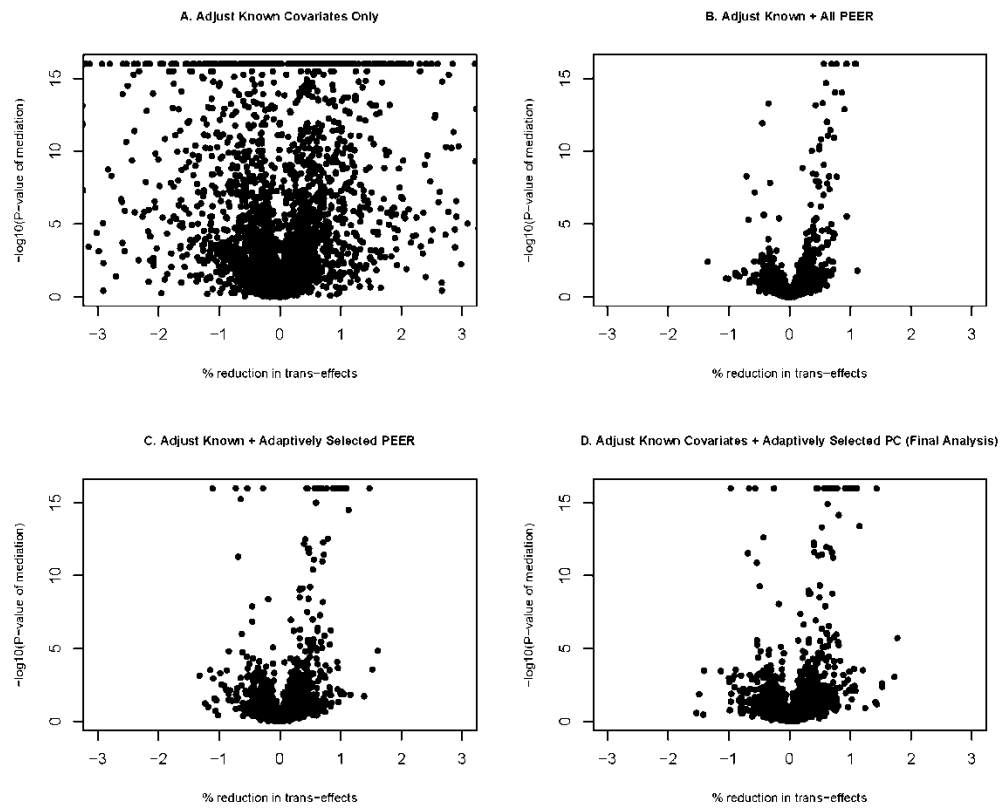 A. Adjust Known Covariates Only
−log10(P-value of mediation)
15
10
5
0
−3 −2 −1 0 1 2 3
% reduction in trans−effects
B. Adjust Known + All PEER
−log10(P-value of mediation)
15
10
5
0
−3 −2 −1 0 1 2 3
% reduction in trans−effects
C. Adjust Known + Adaptively Selected PEER
−log10(P-value of mediation)
15
10
5
0
−3 −2 −1 0 1 2 3
% reduction in trans−effects
D. Adjust Known Covariates + Adaptively Selected PC (Final Analysis)
−log10(P-value of mediation)
15
10
5
0
−3 −2 −1 0 1 2 3
% reduction in trans−effects